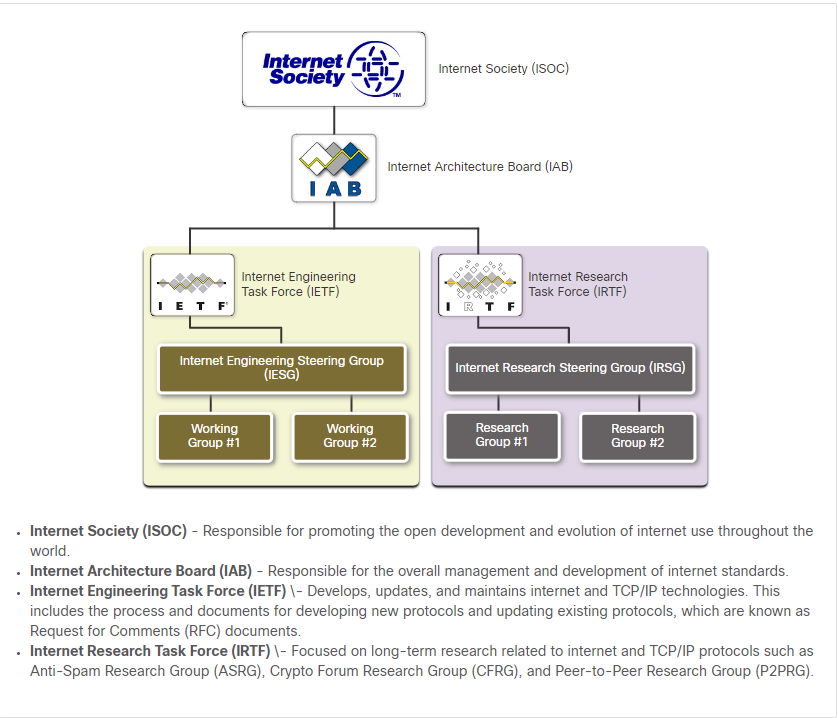 Internet
Society
TM
Internet Society (ISOC)
IAB
Internet Architecture Board (IAB)
IETF®
Internet Engineering
Task Force (IETF)
IRTF
Internet Research
Task Force (IRTF)
Internet Engineering Steering Group
(IESG)
Internet Research Steering Group (IRSG)
Working
Group #1
Working
Group #2
Research
Group #1
Research
Group #2
• Internet Society (ISOC) - Responsible for promoting the open development and evolution of internet use throughout the
world.
• Internet Architecture Board (IAB) - Responsible for the overall management and development of internet standards.
• Internet Engineering Task Force (IETF) \- Develops, updates, and maintains internet and TCP/IP technologies. This
includes the process and documents for developing new protocols and updating existing protocols, which are known as
Request for Comments (RFC) documents.
• Internet Research Task Force (IRTF) \- Focused on long-term research related to internet and TCP/IP protocols such as
Anti-Spam Research Group (ASRG), Crypto Forum Research Group (CFRG), and Peer-to-Peer Research Group (P2PRG).